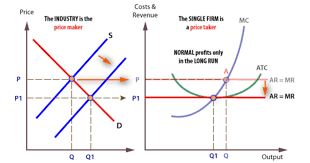 Price
The INDUSTRY is the
price maker
S
P
P1
D
Q
Q1
Costs &
Revenue
The SINGLE FIRM is
a price taker
MC
NORMAL profits only
in the LONG RUN
ATC
P
A
AR = MR
P1
AR = MR
Q1
Q
Output